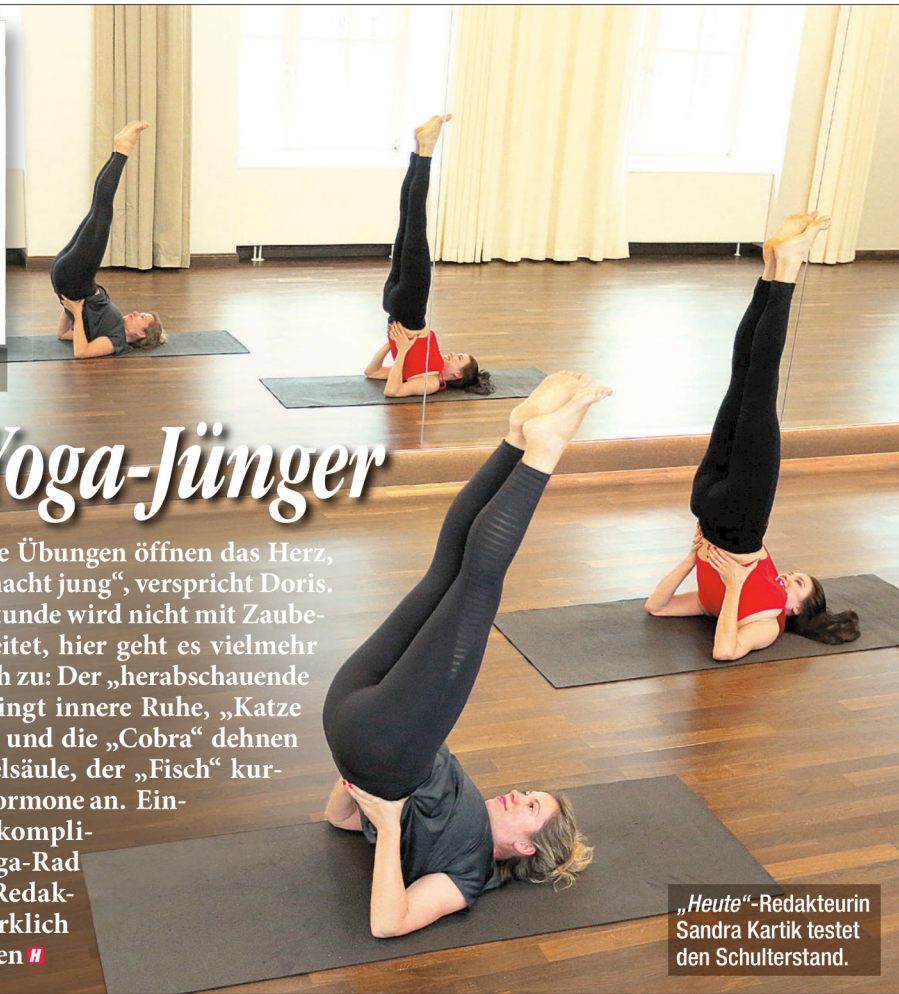 Yoga-Jünger
e Übungen öffnen das Herz,
nacht jung“, verspricht Doris.
tunde wird nicht mit Zaube-
eitet, hier geht es vielmehr
h zu: Der „herabschauende
ingt innere Ruhe, „Katze
und die „Cobra“ dehnen
elsäule, der „Fisch“ kur-
ormone an. Ein-
kompli-
ga-Rad
Redak-
rklich
en H
„Heute“-Redakteurin
Sandra Kartik testet
den Schulterstand.